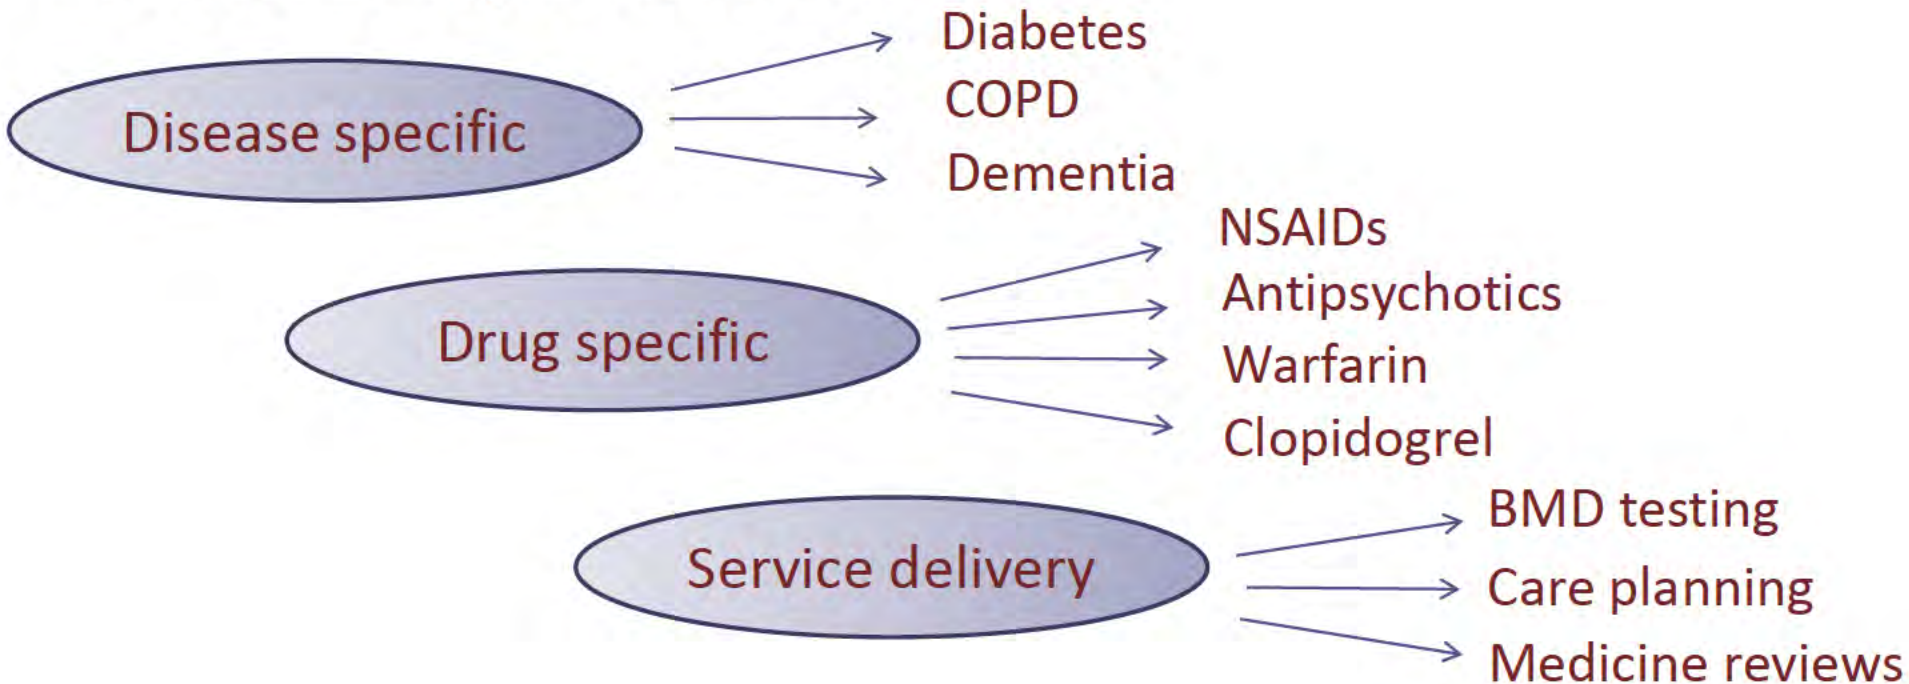 Disease specific
Diabetes
COPD
Dementia
Drug specific
NSAIDs
Antipsychotics
Warfarin
Clopidogrel
Service delivery
BMD testing
Care planning
Medicine reviews